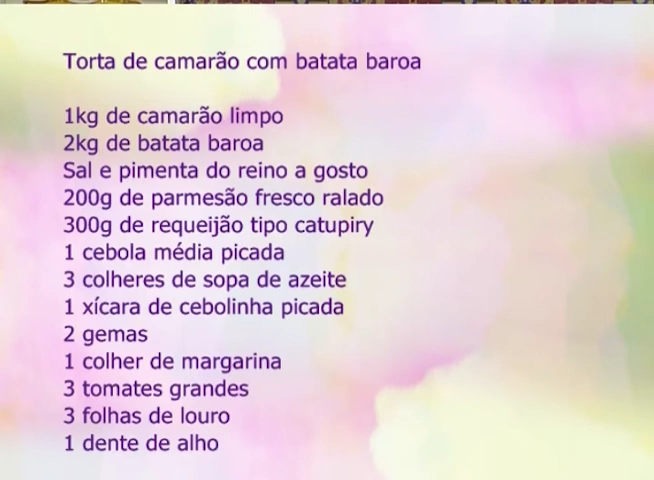 Torta de camarão com batata baroa
1kg de camarão limpo
2kg de batata baroa
Sal e pimenta do reino a gosto
200g de parmesão fresco ralado
300g de requeijão tipo catupiry
1 cebola média picada
3 colheres de sopa de azeite
1 xícara de cebolinha picada
2 gemas
1 colher de margarina
3 tomates grandes
3 folhas de louro
1 dente de alho